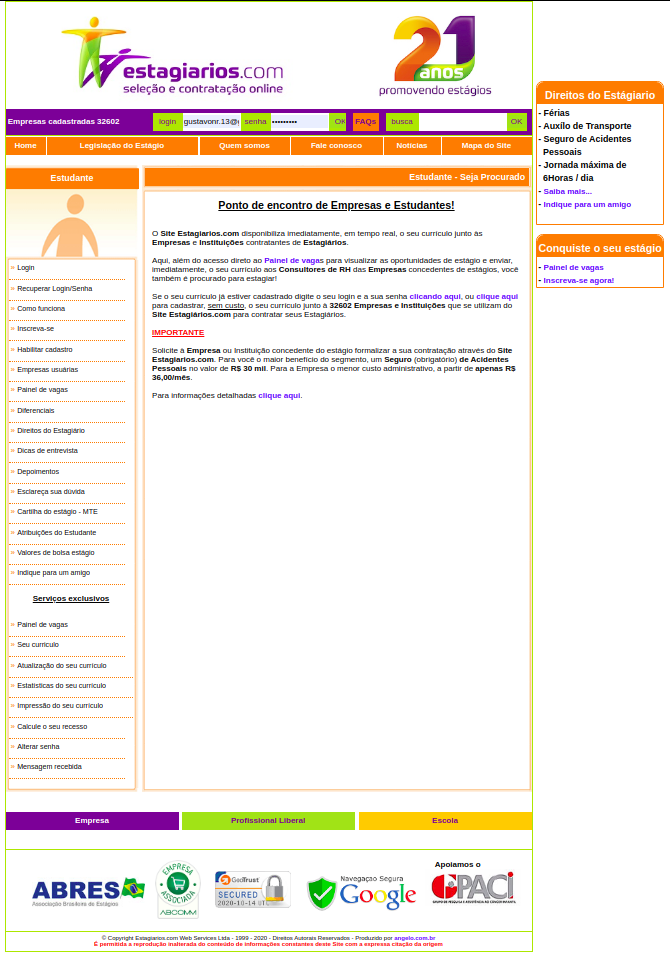 estagiarios.com
seleção e contratação online
21
anos
promovendo estágios
Empresas cadastradas 32602
login gustavonr.13@ senha ••••••••• OK FAQs busca OK
Home Legislação do Estágio Quem somos Fale conosco Notícias Mapa do Site
Estudante
Estudante - Seja Procurado
» Login
» Recuperar Login/Senha
» Como funciona
» Inscreva-se
» Habilitar cadastro
» Empresas usuárias
» Painel de vagas
» Diferenciais
» Direitos do Estagiário
» Dicas de entrevista
» Depoimentos
» Esclareça sua dúvida
» Cartilha do estágio - MTE
» Atribuições do Estudante
» Valores de bolsa estágio
» Indique para um amigo
Serviços exclusivos
» Painel de vagas
» Seu currículo
» Atualização do seu currículo
» Estatísticas do seu currículo
» Impressão do seu currículo
» Calcule o seu recesso
» Alterar senha
» Mensagem recebida
Ponto de encontro de Empresas e Estudantes!
O Site Estagiarios.com disponibiliza imediatamente, em tempo real, o seu currículo junto às
Empresas e Instituições contratantes de Estagiários.
Aqui, além do acesso direto ao Painel de vagas para visualizar as oportunidades de estágio e enviar,
imediatamente, o seu currículo aos Consultores de RH das Empresas concedentes de estágios, você
também é procurado para estagiar!
Se o seu currículo já estiver cadastrado digite o seu login e a sua senha clicando aqui, ou clique aqui
para cadastrar, sem custo, o seu currículo junto à 32602 Empresas e Instituições que se utilizam do
Site Estagiários.com para contratar seus Estagiários.
IMPORTANTE
Solicite à Empresa ou Instituição concedente do estágio formalizar a sua contratação através do Site
Estagiarios.com. Para você o maior benefício do segmento, um Seguro (obrigatório) de Acidentes
Pessoais no valor de R$ 30 mil. Para a Empresa o menor custo administrativo, a partir de apenas R$
36,00/mês.
Para informações detalhadas clique aqui.
Direitos do Estágiario
- Férias
- Auxílo de Transporte
- Seguro de Acidentes
Pessoais
- Jornada máxima de
6Horas / dia
- Saiba mais...
- Indique para um amigo
Conquiste o seu estágio
- Painel de vagas
- Inscreva-se agora!
Empresa Profissional Liberal Escola
ABRES
Associação Brasileira de Estágios
EMPRESA
ASSOCIADA
ABCOMM
GeoTrust
SECURED
2020-10-14 UTC
Navegação Segura
Google
Apoiamos o
GPACI
GRUPO DE PESQUISA E ASSISTÊNCIA AO CÂNCER INFANTIL
© Copyright Estagiarios.com Web Services Ltda - 1999 - 2020 - Direitos Autorais Reservados - Produzido por angelo.com.br
É permitida a reprodução inalterada do conteúdo de informações constantes deste Site com a expressa citação da origem